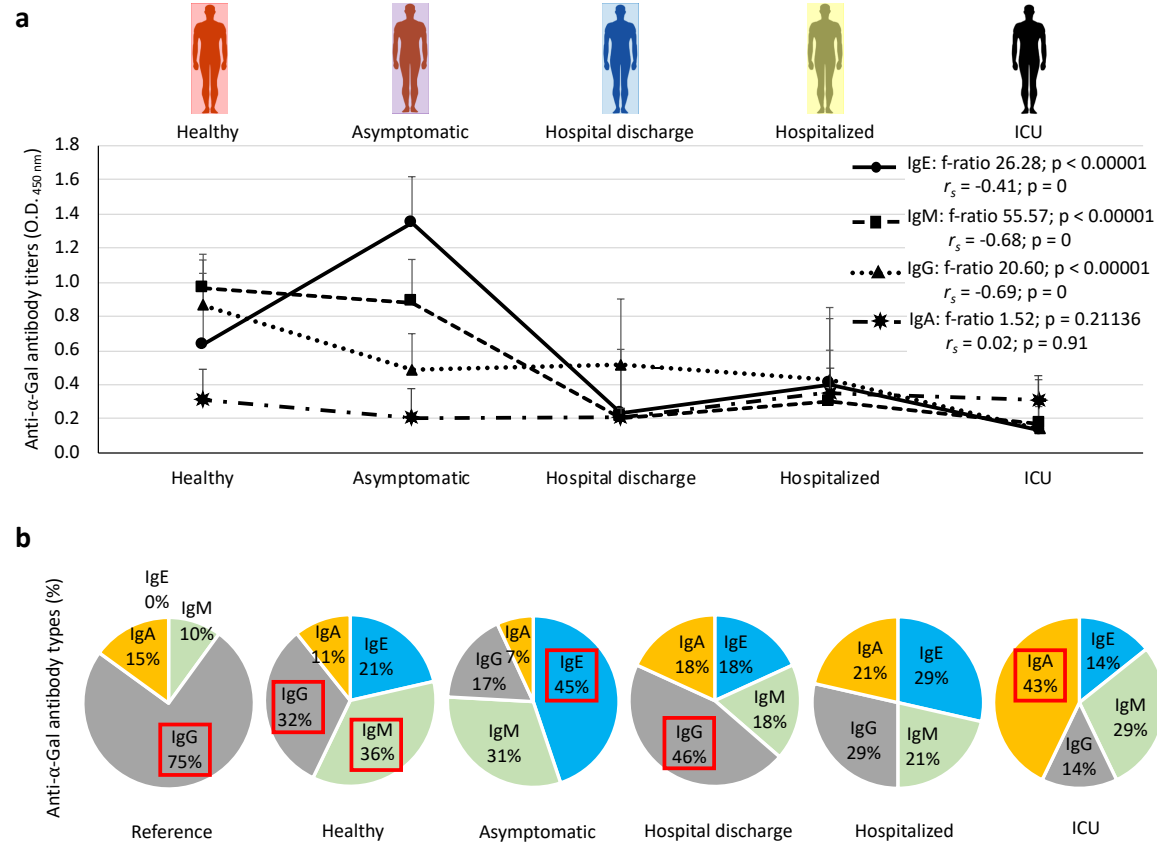 a
Healthy
Asymptomatic
Hospital discharge
Hospitalized
ICU
Anti-α-Gal antibody titers (O.D. 450 nm)
1.8
1.6
1.4
1.2
1.0
0.8
0.6
0.4
0.2
0.0
IgE: f-ratio 26.28; p < 0.00001
rs = -0.41; p = 0
IgM: f-ratio 55.57; p < 0.00001
rs = -0.68; p = 0
IgG: f-ratio 20.60; p < 0.00001
rs = -0.69; p = 0
IgA: f-ratio 1.52; p = 0.21136
rs = 0.02; p = 0.91
Healthy
Asymptomatic
Hospital discharge
Hospitalized
ICU
b
Anti-α-Gal antibody types (%)
IgE
0%
IgM
10%
IgA
15%
IgG
75%
Reference
IgA
11%
IgE
21%
IgG
32%
IgM
36%
Healthy
IgA
7%
IgE
45%
IgG
17%
IgM
31%
Asymptomatic
IgA
18%
IgE
18%
IgM
18%
IgG
46%
Hospital discharge
IgA
21%
IgE
29%
IgG
29%
IgM
21%
Hospitalized
IgE
14%
IgA
43%
IgM
29%
IgG
14%
ICU